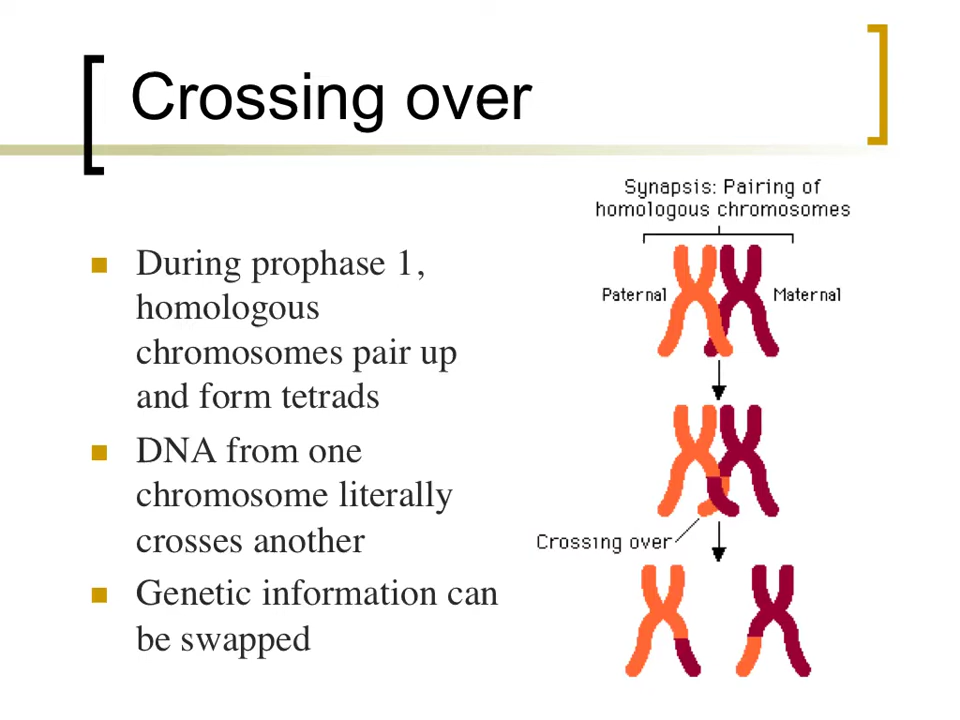 Crossing over
During prophase 1,
homologous
chromosomes pair up
and form tetrads
DNA from one
chromosome literally
crosses another
Genetic information can
be swapped
Synapsis: Pairing of
homologous chromosomes
Paternal
Maternal
Crossing over